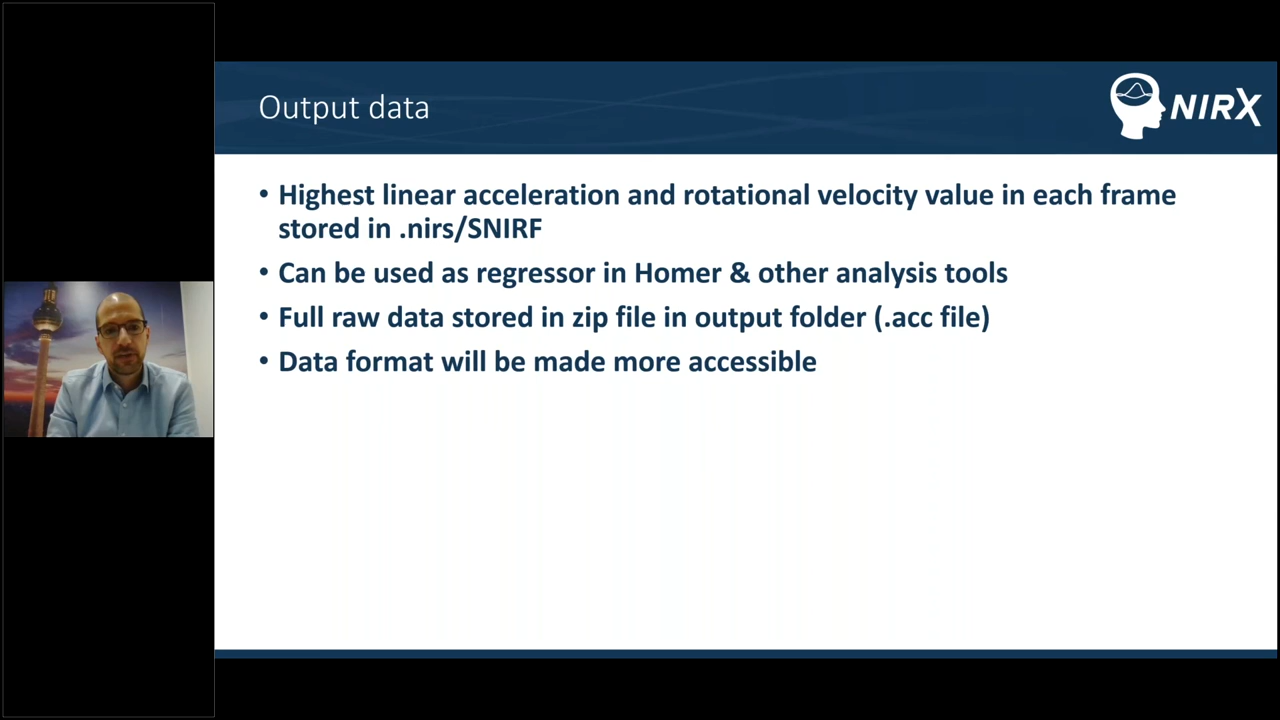 Output data
NIRX
• Highest linear acceleration and rotational velocity value in each frame
stored in .nirs/SNIRF
• Can be used as regressor in Homer & other analysis tools
• Full raw data stored in zip file in output folder (.acc file)
• Data format will be made more accessible